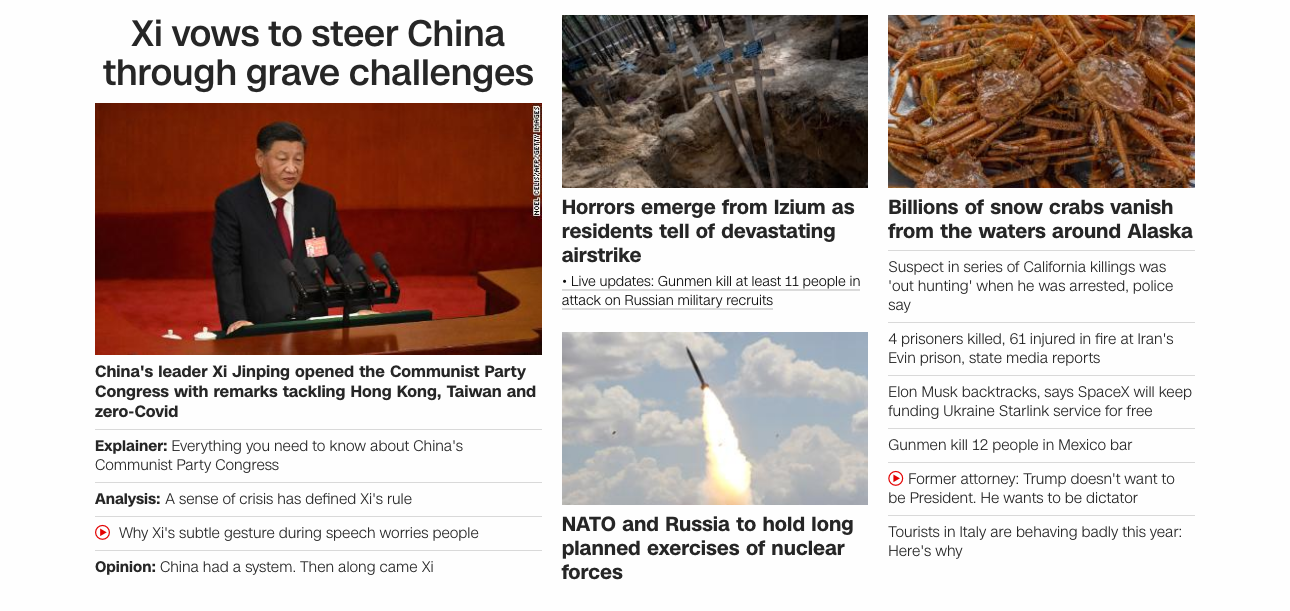 Xi vows to steer China
through grave challenges
NOEL CELIS/AFP/GETTY IMAGES
China's leader Xi Jinping opened the Communist Party
Congress with remarks tackling Hong Kong, Taiwan and
zero-Covid
Explainer: Everything you need to know about China's
Communist Party Congress
Analysis: A sense of crisis has defined Xi's rule
Why Xi's subtle gesture during speech worries people
Opinion: China had a system. Then along came Xi
Horrors emerge from Izium as
residents tell of devastating
airstrike
• Live updates: Gunmen kill at least 11 people in
attack on Russian military recruits
NATO and Russia to hold long
planned exercises of nuclear
forces
Billions of snow crabs vanish
from the waters around Alaska
Suspect in series of California killings was
'out hunting' when he was arrested, police
say
4 prisoners killed, 61 injured in fire at Iran's
Evin prison, state media reports
Elon Musk backtracks, says SpaceX will keep
funding Ukraine Starlink service for free
Gunmen kill 12 people in Mexico bar
Former attorney: Trump doesn't want to
be President. He wants to be dictator
Tourists in Italy are behaving badly this year:
Here's why